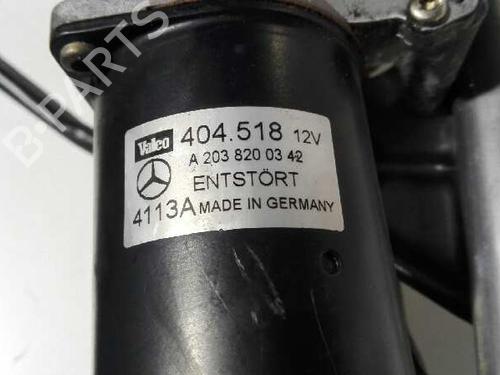 B-PARTS
Valeo 404.518 12V
A 203 820 03 42
ENTSTÖRT
4113A MADE IN GERMANY